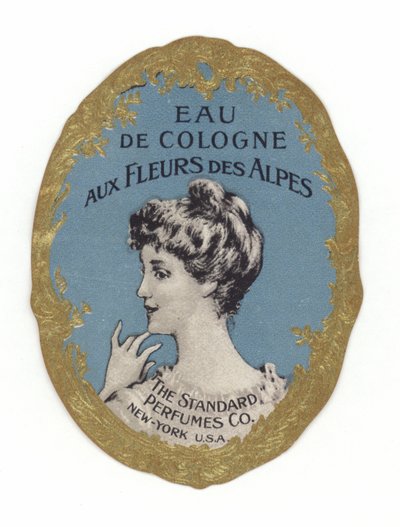 EAU
DE COLOGNE
AUX FLEURS DES ALPES
THE STANDARD
PERFUMES CO.
NEW-YORK U.S.A.